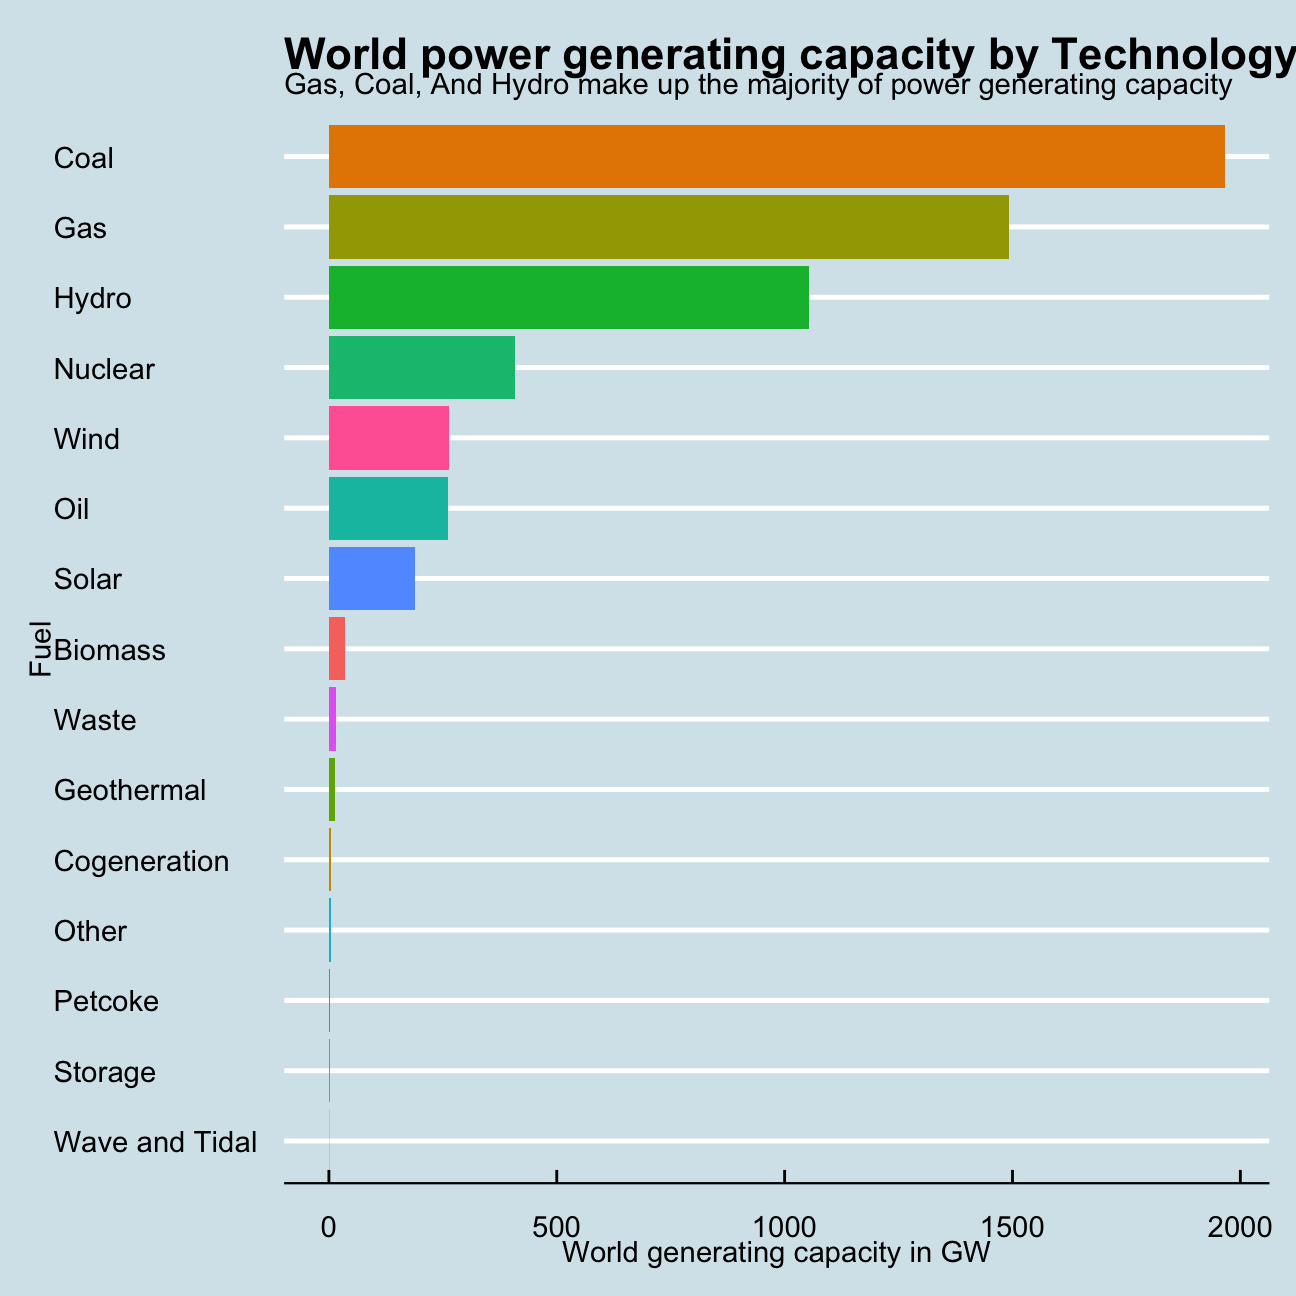 World power generating capacity by Technology
Gas, Coal, And Hydro make up the majority of power generating capacity
Coal
Gas
Hydro
Nuclear
Wind
Oil
Solar
Biomass
Waste
Geothermal
Cogeneration
Other
Petcoke
Storage
Wave and Tidal
Fuel
0 500 1000 1500 2000
World generating capacity in GW